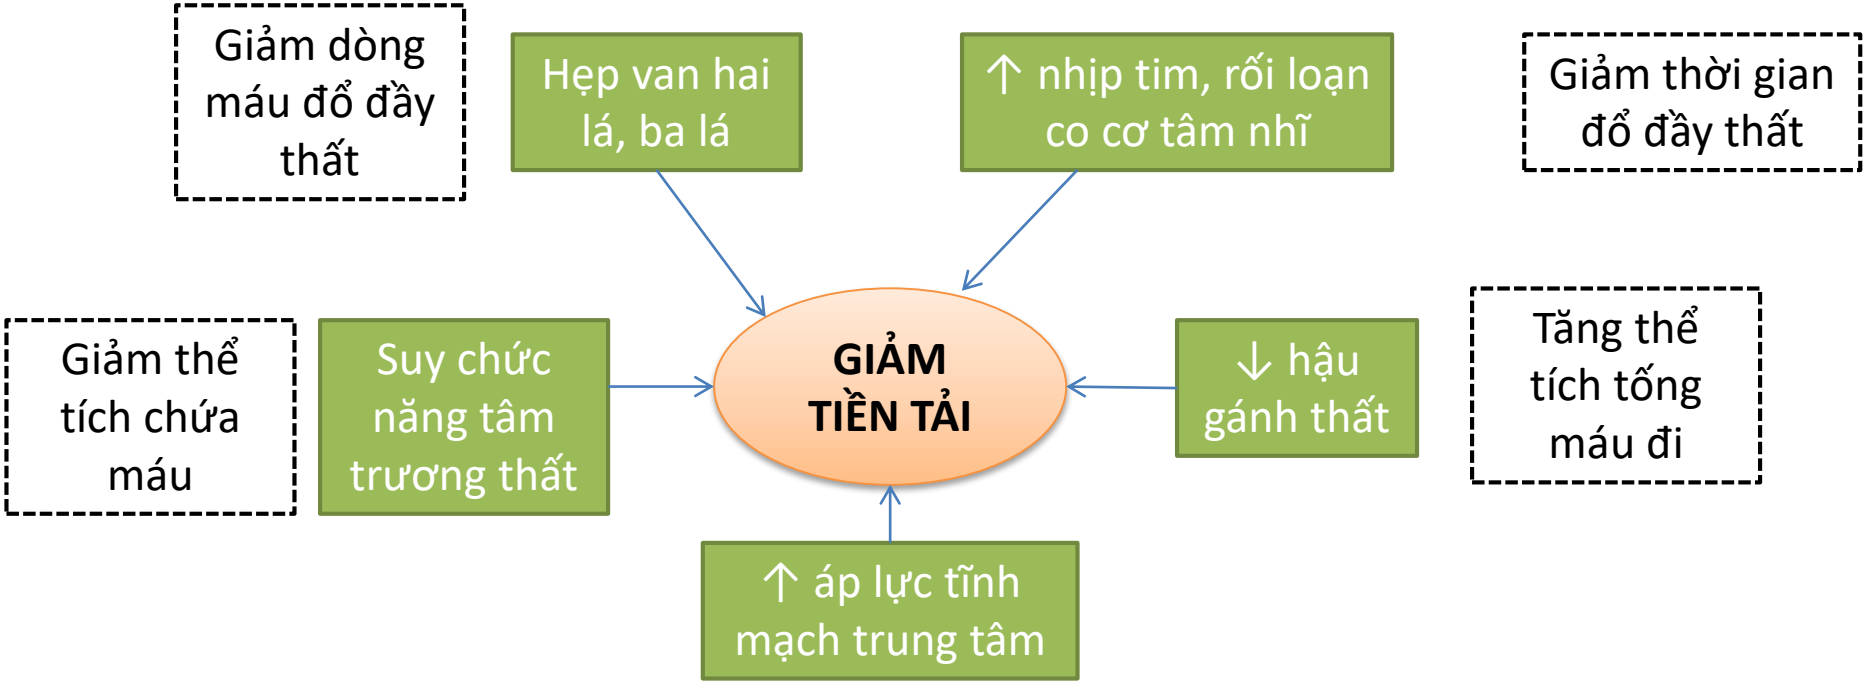 Giảm dòng
máu đổ đầy
thất
Hẹp van hai
lá, ba lá
↑ nhịp tim, rối loạn
co cơ tâm nhĩ
Giảm thời gian
đổ đầy thất
Giảm thể
tích chứa
máu
Suy chức
năng tâm
trương thất
GIẢM
TIỀN TẢI
↓ hậu
gánh thất
Tăng thể
tích tống
máu đi
↑ áp lực tĩnh
mạch trung tâm